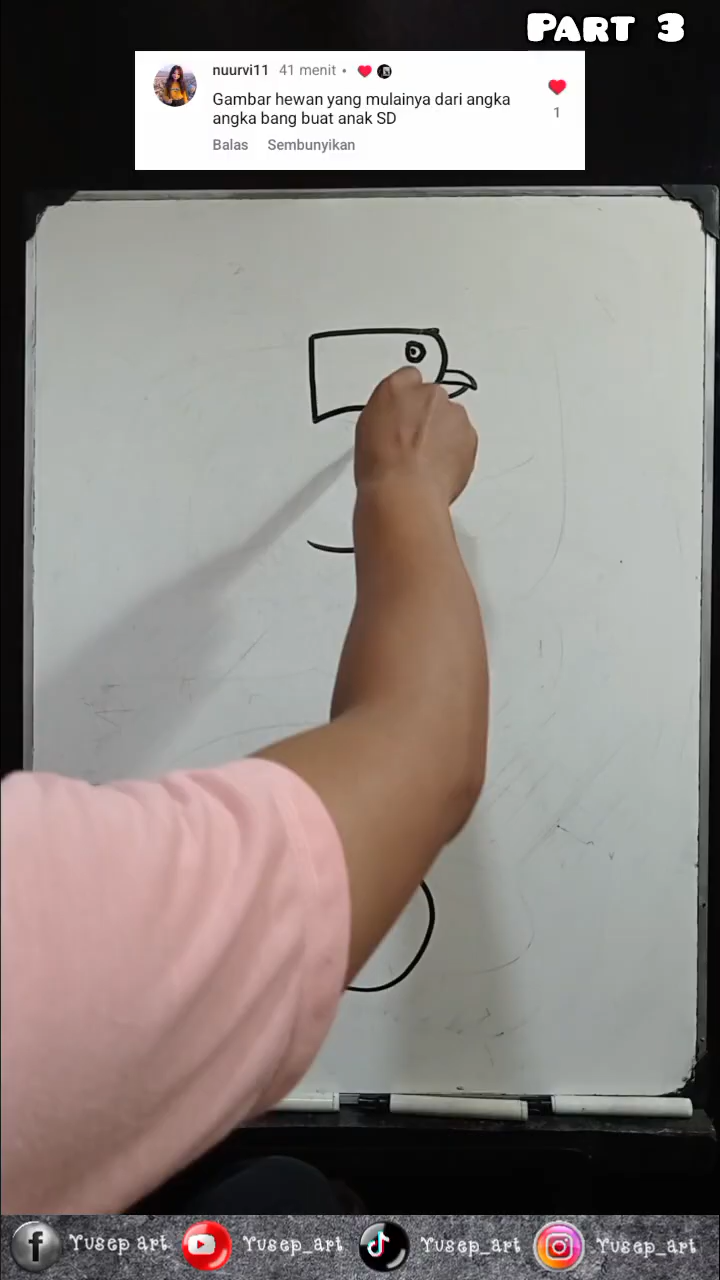 Part 3
nuurvi11 41 menit •
Gambar hewan yang mulainya dari angka
angka bang buat anak SD
1
Balas Sembunyikan
Yusep art Yusep_art Yusep_art Yusep_art